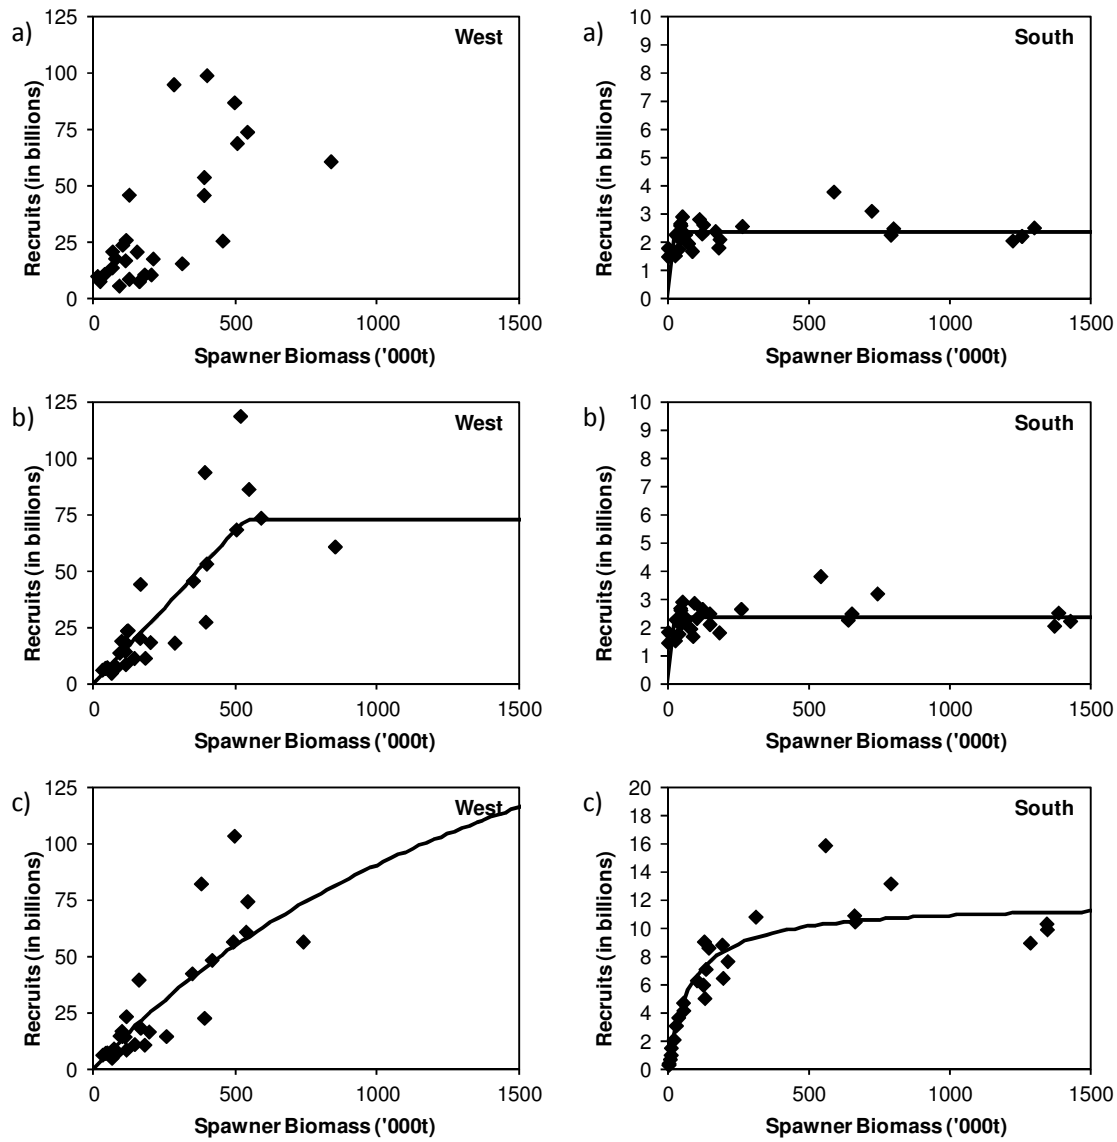 a)
West
125
100
75
50
25
0
0 500 1000 1500
Recruits (in billions)
Spawner Biomass ('000t)
a)
South
10
9
8
7
6
5
4
3
2
1
0
0 500 1000 1500
Recruits (in billions)
Spawner Biomass ('000t)
b)
West
125
100
75
50
25
0
0 500 1000 1500
Recruits (in billions)
Spawner Biomass ('000t)
b)
South
10
9
8
7
6
5
4
3
2
1
0
0 500 1000 1500
Recruits (in billions)
Spawner Biomass ('000t)
c)
West
125
100
75
50
25
0
0 500 1000 1500
Recruits (in billions)
Spawner Biomass ('000t)
c)
South
20
18
16
14
12
10
8
6
4
2
0
0 500 1000 1500
Recruits (in billions)
Spawner Biomass ('000t)